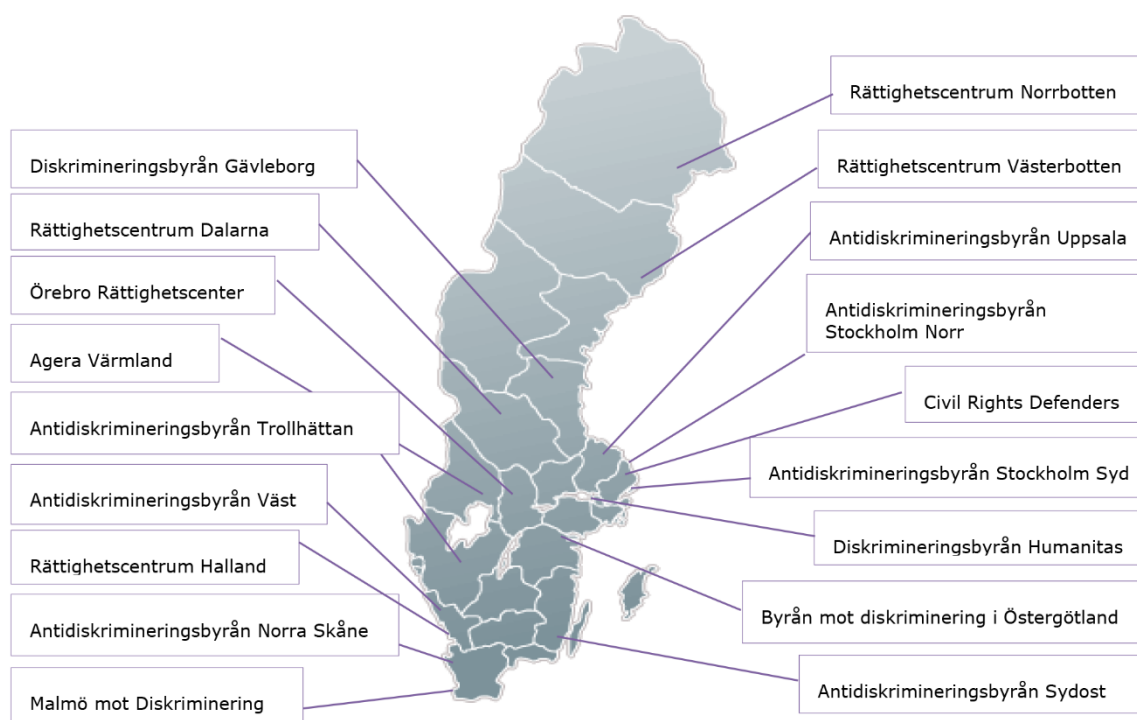 Diskrimineringsbyrån Gävleborg
Rättighetscentrum Dalarna
Örebro Rättighetscenter
Agera Värmland
Antidiskrimineringsbyrån Trollhättan
Antidiskrimineringsbyrån Väst
Rättighetscentrum Halland
Antidiskrimineringsbyrån Norra Skåne
Malmö mot Diskriminering
Rättighetscentrum Norrbotten
Rättighetscentrum Västerbotten
Antidiskrimineringsbyrån Uppsala
Antidiskrimineringsbyrån
Stockholm Norr
Civil Rights Defenders
Antidiskrimineringsbyrån Stockholm Syd
Diskrimineringsbyrån Humanitas
Byrån mot diskriminering i Östergötland
Antidiskrimineringsbyrån Sydost